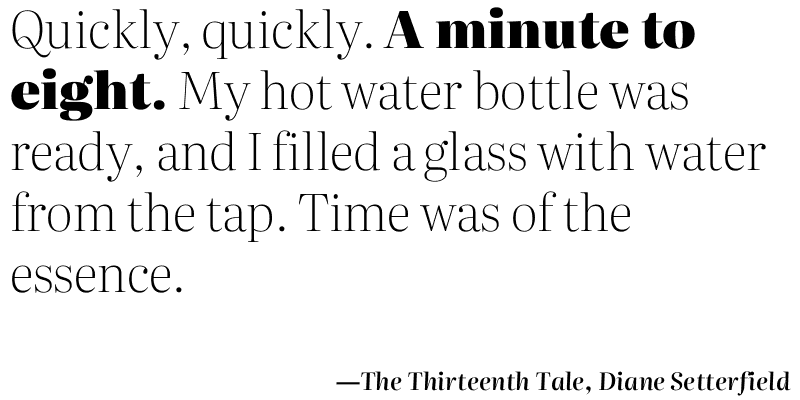 Quickly, quickly. A minute to
eight. My hot water bottle was
ready, and I filled a glass with water
from the tap. Time was of the
essence.
—The Thirteenth Tale, Diane Setterfield